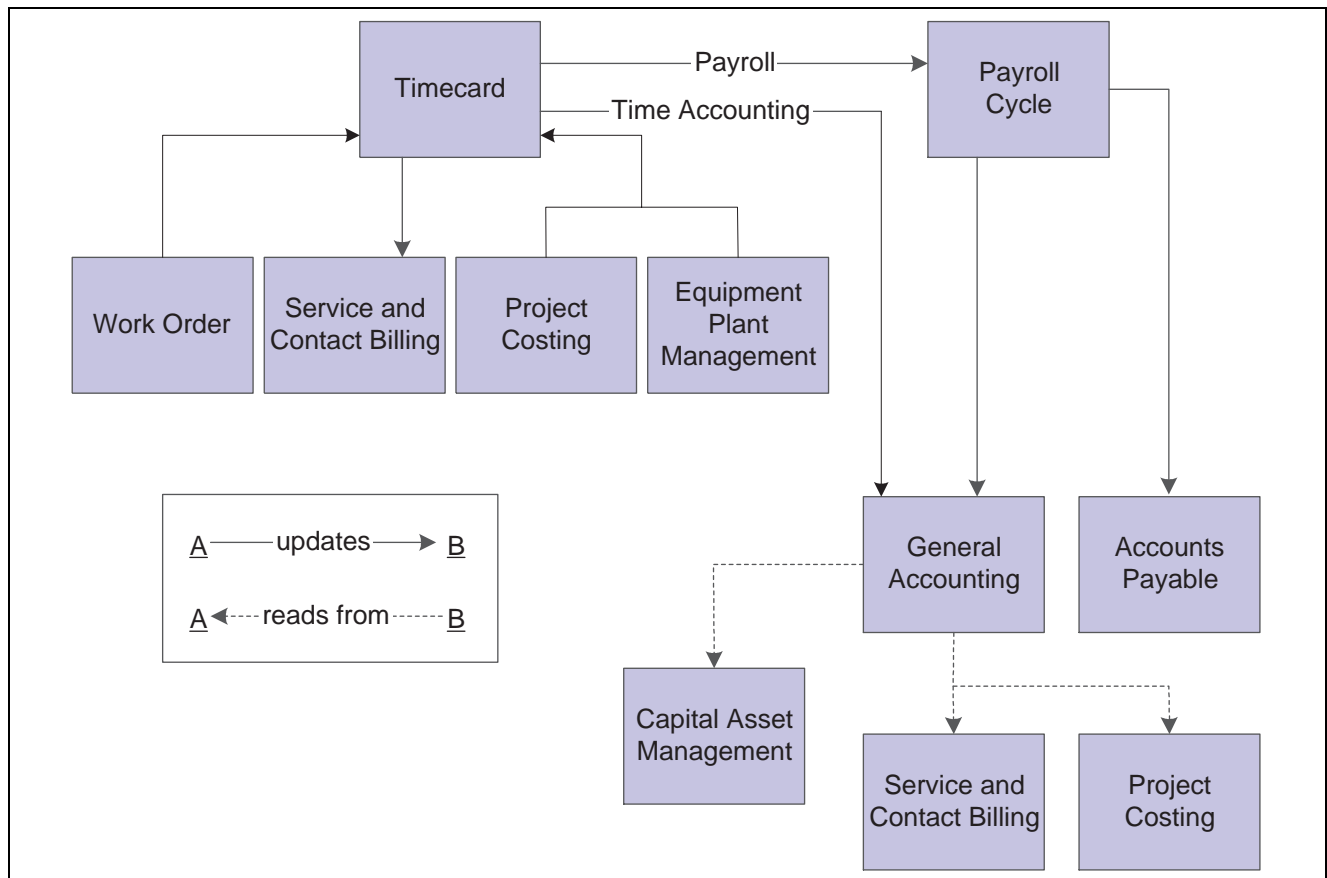 Timecard
Payroll
Payroll
Cycle
Time Accounting
Work Order
Service and
Contact Billing
Project
Costing
Equipment
Plant
Management
A updates B
A reads from B
General
Accounting
Accounts
Payable
Capital Asset
Management
Service and
Contact Billing
Project
Costing